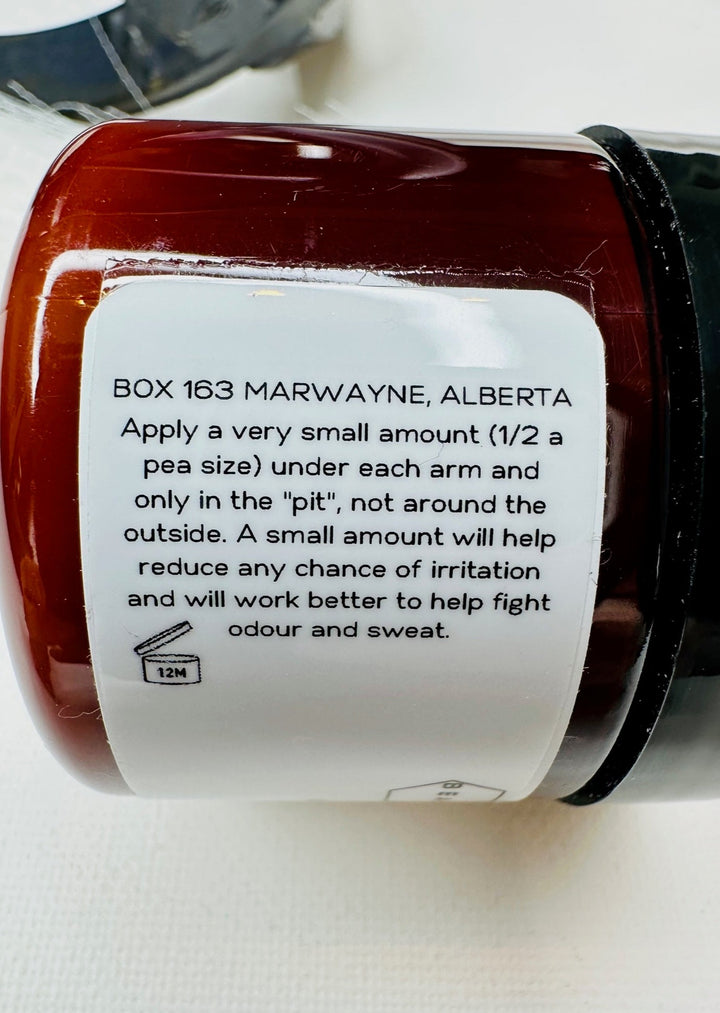 BOX 163 MARWAYNE, ALBERTA
Apply a very small amount (1/2 a
pea size) under each arm and
only in the "pit", not around the
outside. A small amount will help
reduce any chance of irritation
and will work better to help fight
odour and sweat.
12M